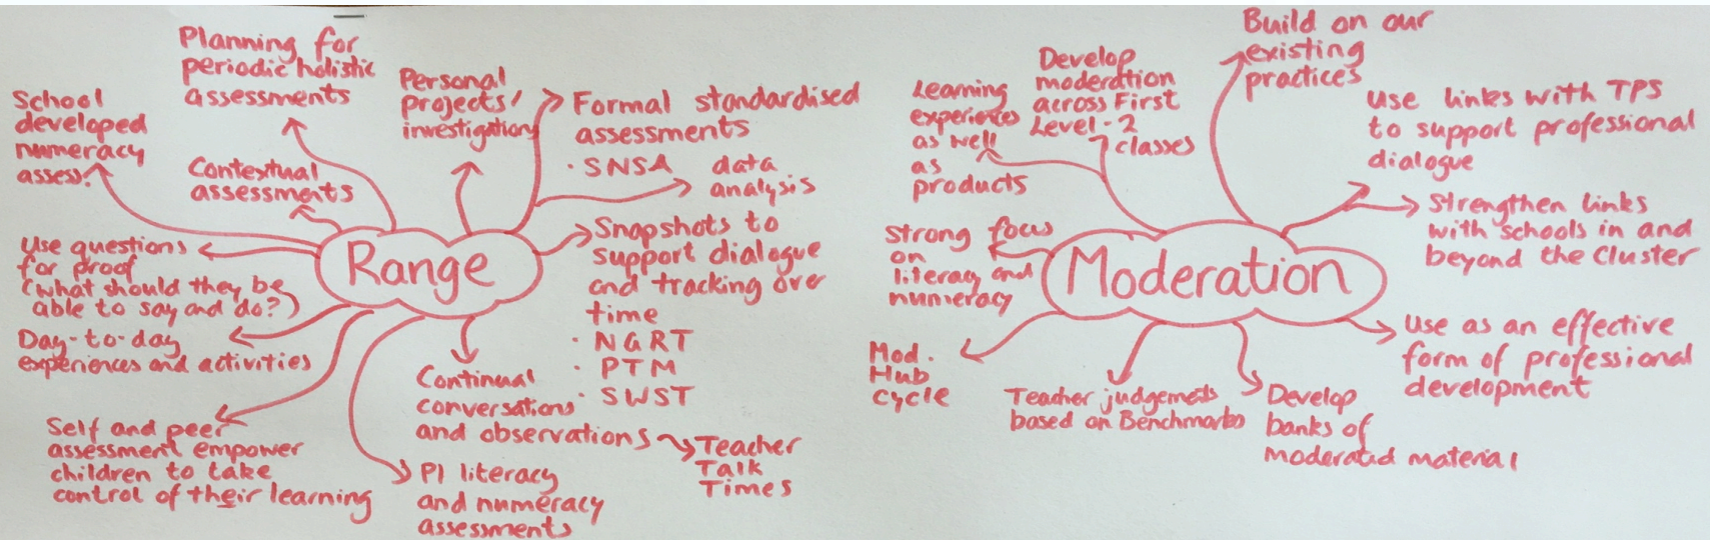 Planning for
periodic holistic
assessments
School
developed
numeracy
assess.
Contextual
assessments
Personal
projects/
investigations
Formal standardised
assessments
· SNSA
data
analysis
Range
Use questions
for proof
(what should they be
able to say and do?)
Day-to-day
experiences and activities
Self and peer
assessment empower
children to take
control of their learning
Snapshots to
support dialogue
and tracking over
time
· NGRT
· PTM
· SWST
Continual
conversations
and observations
Teacher
Talk
Times
P1 literacy
and numeracy
assessments
Build on our
existing
practices
Develop
moderation
across First
Level - 2
classes
Learning
experiences
as well
as
products
Use links with TPS
to support professional
dialogue
Strengthen links
with schools in and
beyond the Cluster
Moderation
Strong focus
on
literacy and
numeracy
Mod.
Hub
cycle
Teacher judgements
based on Benchmarks
Develop
banks of
moderated material
Use as an effective
form of professional
development